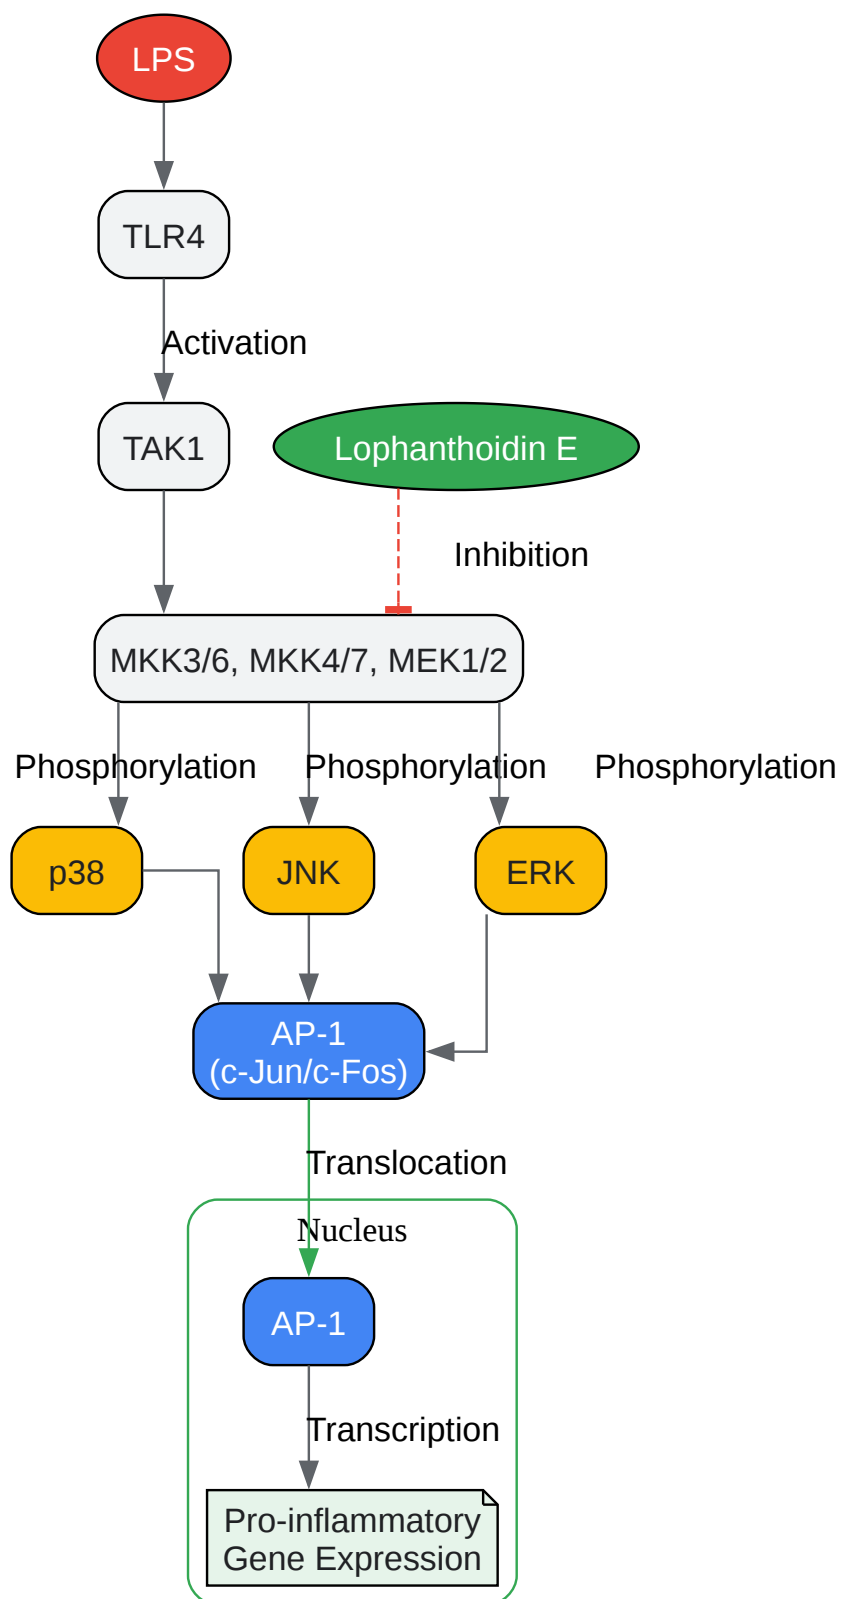 LPS
TLR4
Activation
TAK1
Lophanthoidin E
Inhibition
MKK3/6, MKK4/7, MEK1/2
Phosphorylation
Phosphorylation
Phosphorylation
p38
JNK
ERK
AP-1
(c-Jun/c-Fos)
Translocation
Nucleus
AP-1
Transcription
Pro-inflammatory
Gene Expression